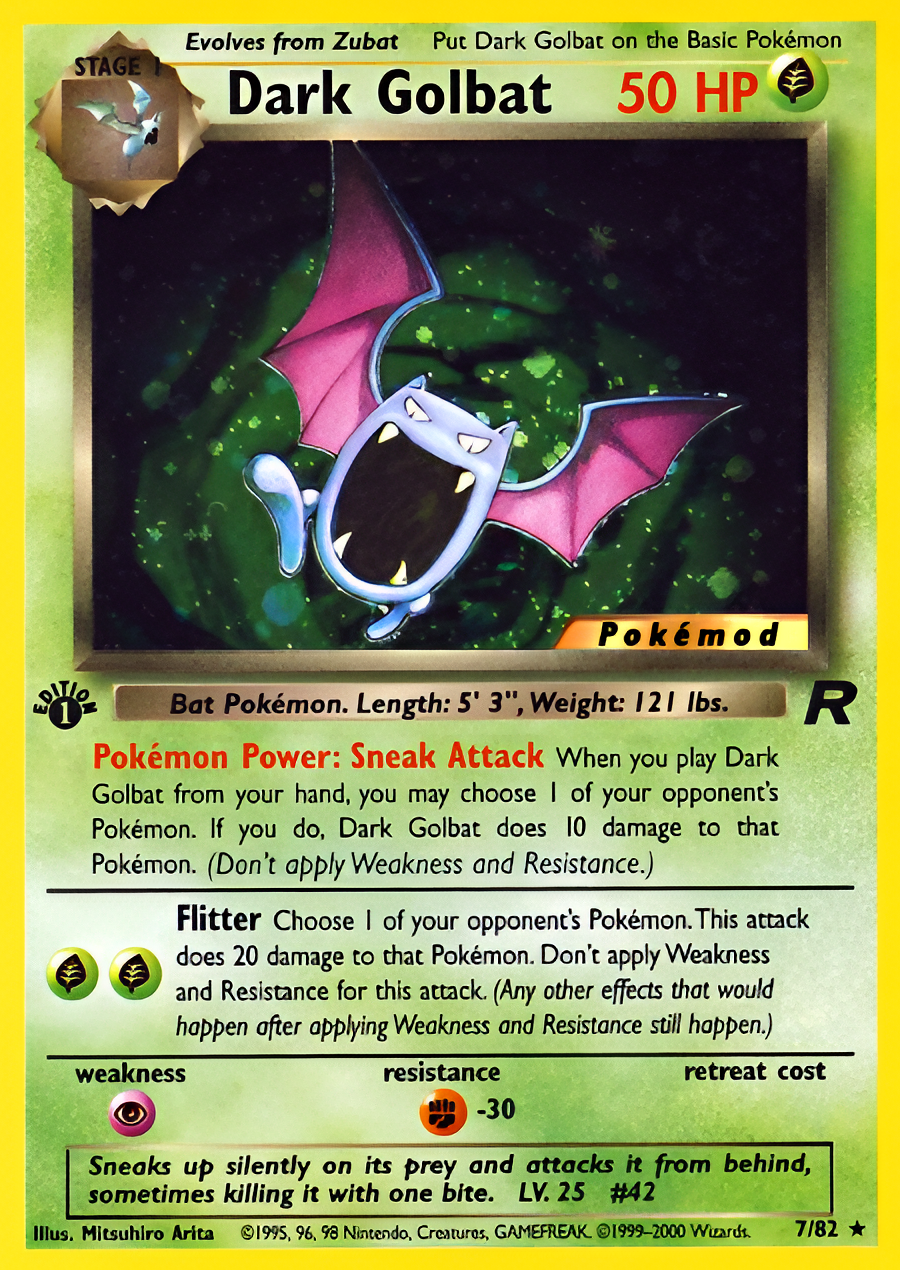 Evolves from Zubat Put Dark Golbat on the Basic Pokémon
STAGE 1
Dark Golbat 50 HP
Pokémod
EDITION
1
Bat Pokémon. Length: 5' 3", Weight: 121 lbs.
R
Pokémon Power: Sneak Attack When you play Dark
Golbat from your hand, you may choose 1 of your opponent's
Pokémon. If you do, Dark Golbat does 10 damage to that
Pokémon. (Don't apply Weakness and Resistance.)
Flitter Choose 1 of your opponent's Pokémon. This attack
does 20 damage to that Pokémon. Don't apply Weakness
and Resistance for this attack. (Any other effects that would
happen after applying Weakness and Resistance still happen.)
weakness resistance retreat cost
-30
Sneaks up silently on its prey and attacks it from behind,
sometimes killing it with one bite. LV. 25 #42
Illus. Mitsuhiro Arita ©1995, 96, 98 Nintendo, Creatures, GAMEFREAK. ©1999–2000 Wizards. 7/82 ★